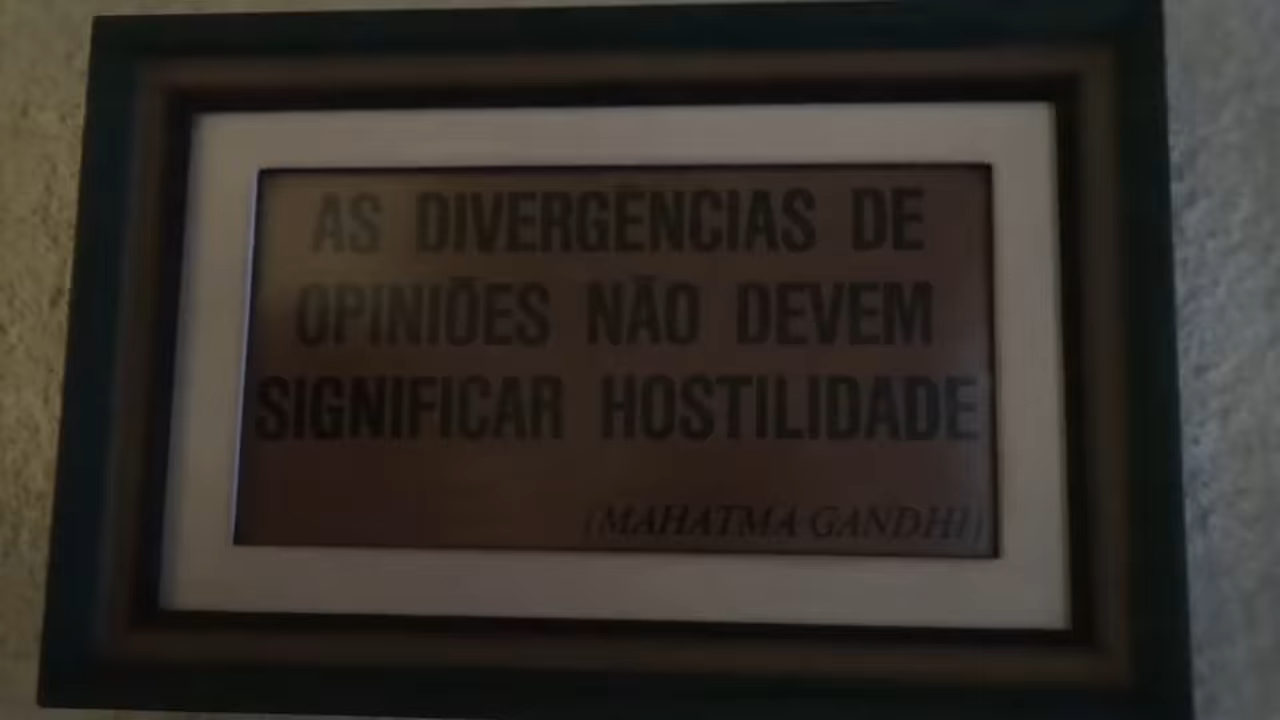 AS DIVERGÊNCIAS DE
OPINIÕES NÃO DEVEM
SIGNIFICAR HOSTILIDADE
(MAHATMA GANDHI)